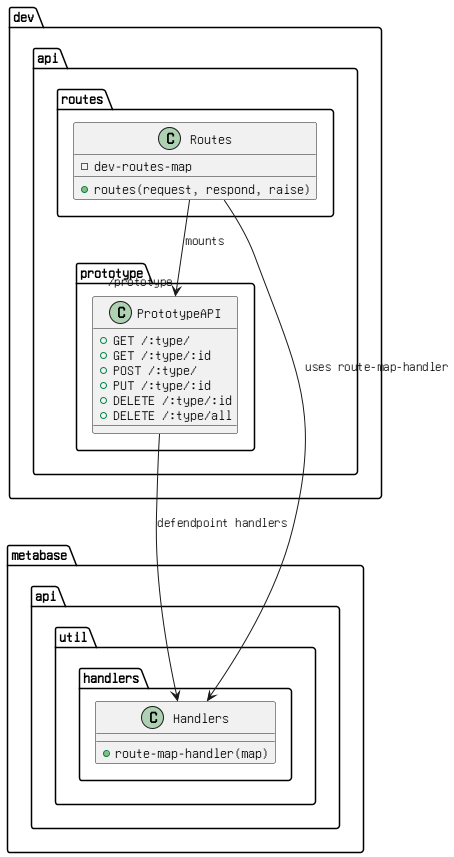 dev
api
routes
C Routes
dev-routes-map
routes(request, respond, raise)
mounts
prototype
/prototype
C PrototypeAPI
GET /:type/
GET /:type/:id
POST /:type/
PUT /:type/:id
DELETE /:type/:id
DELETE /:type/all
uses route-map-handler
defendpoint handlers
metabase
api
util
handlers
C Handlers
route-map-handler(map)